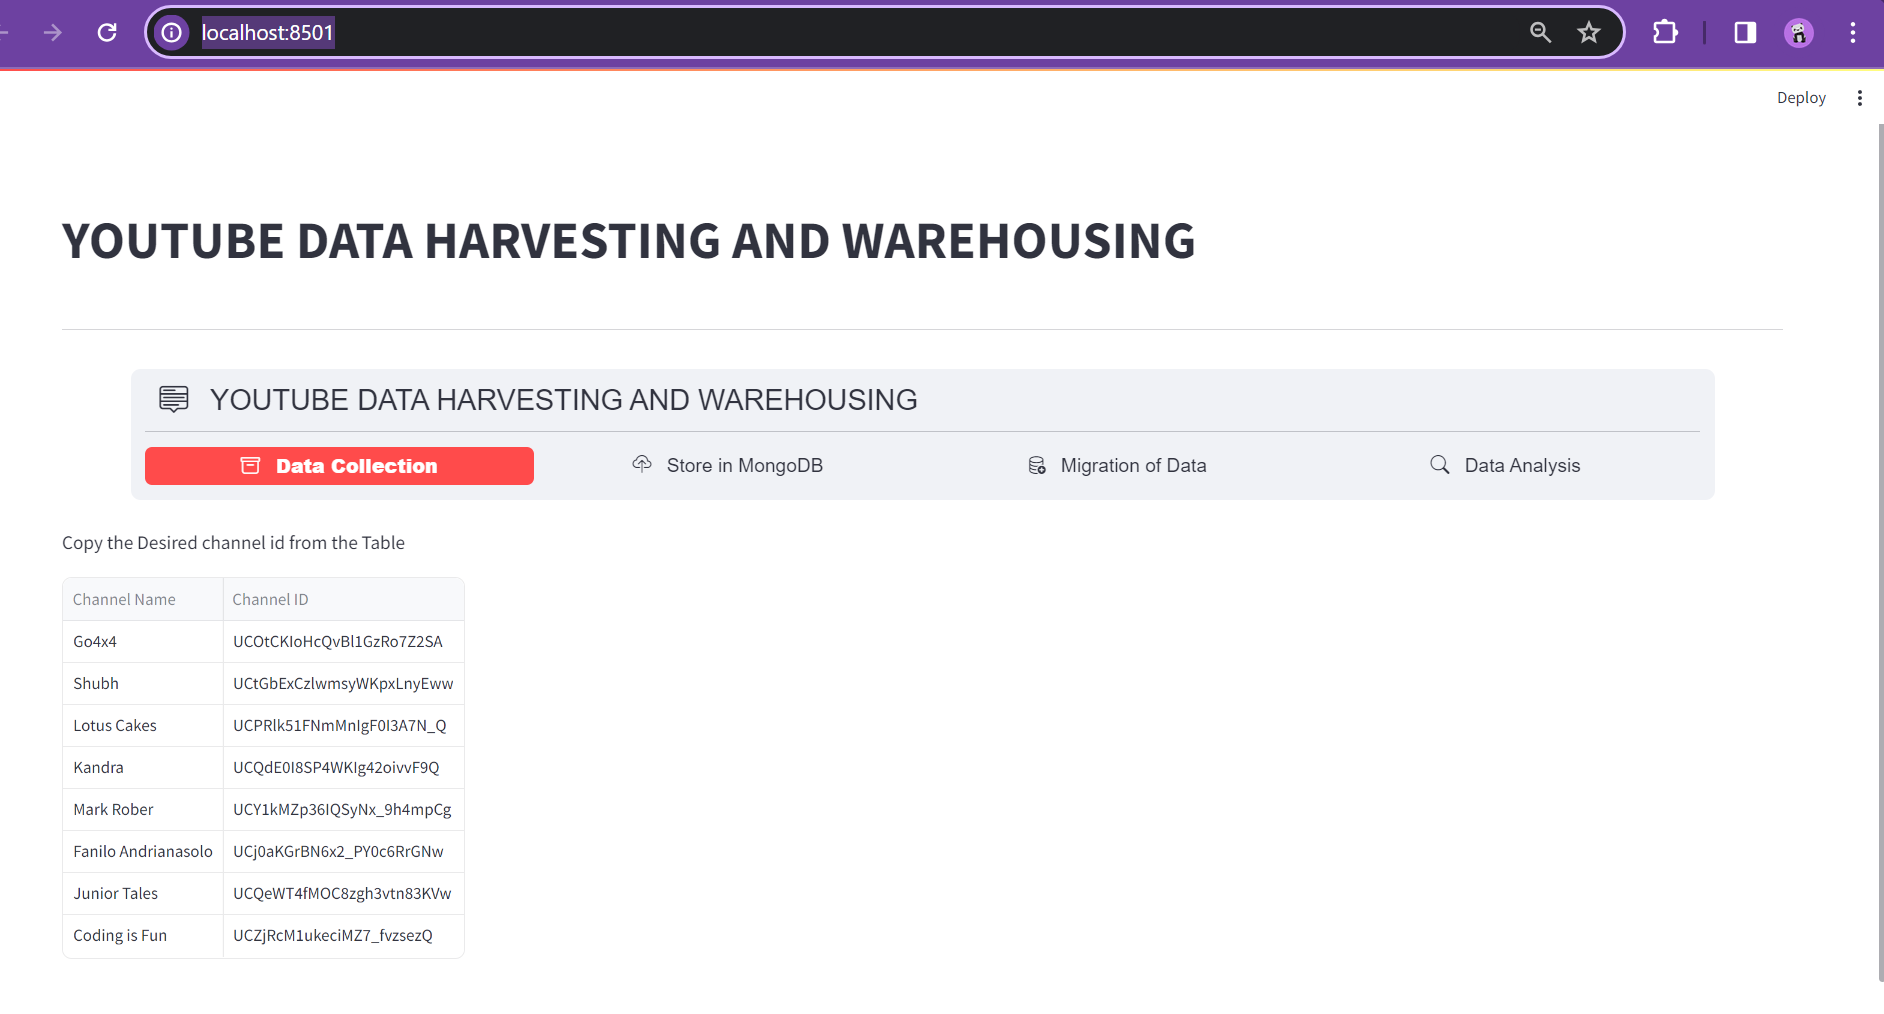 localhost:8501
Deploy
YOUTUBE DATA HARVESTING AND WAREHOUSING
YOUTUBE DATA HARVESTING AND WAREHOUSING
Data Collection Store in MongoDB Migration of Data Data Analysis
Copy the Desired channel id from the Table
Channel Name Channel ID
Go4x4 UCOtCKIoHcQvBl1GzRo7Z2SA
Shubh UCtGbExCzlwmsyWKpxLnyEww
Lotus Cakes UCPRlk51FNmMnIgF0I3A7N_Q
Kandra UCQdE0I8SP4WKIg42oivvF9Q
Mark Rober UCY1kMZp36IQSyNx_9h4mpCg
Fanilo Andrianasolo UCj0aKGrBN6x2_PY0c6RrGNw
Junior Tales UCQeWT4fMOC8zgh3vtn83KVw
Coding is Fun UCZjRcM1ukeciMZ7_fvzsezQ